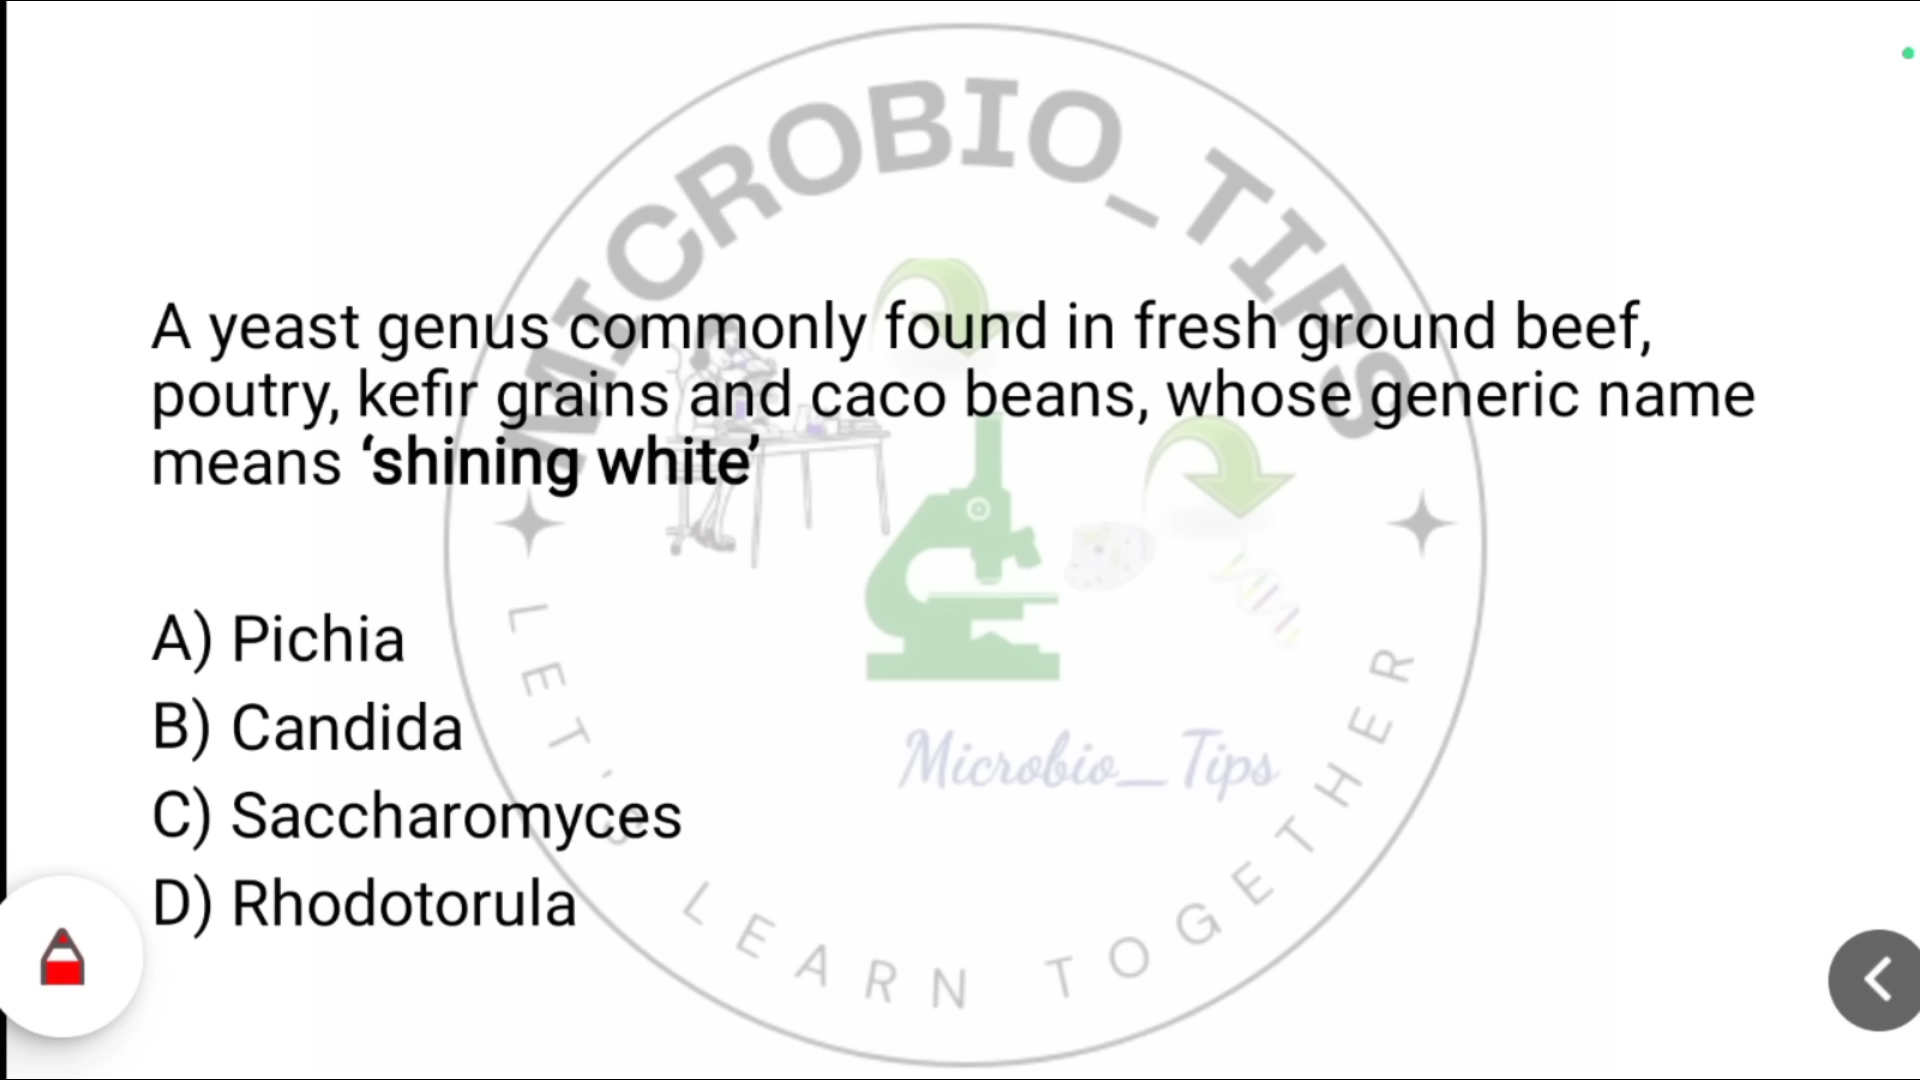 MICROBIO_TIPS
A yeast genus commonly found in fresh ground beef,
poutry, kefir grains and caco beans, whose generic name
means ‘shining white’
A) Pichia
B) Candida
C) Saccharomyces
D) Rhodotorula
Microbio_Tips
LET'S LEARN TOGETHER